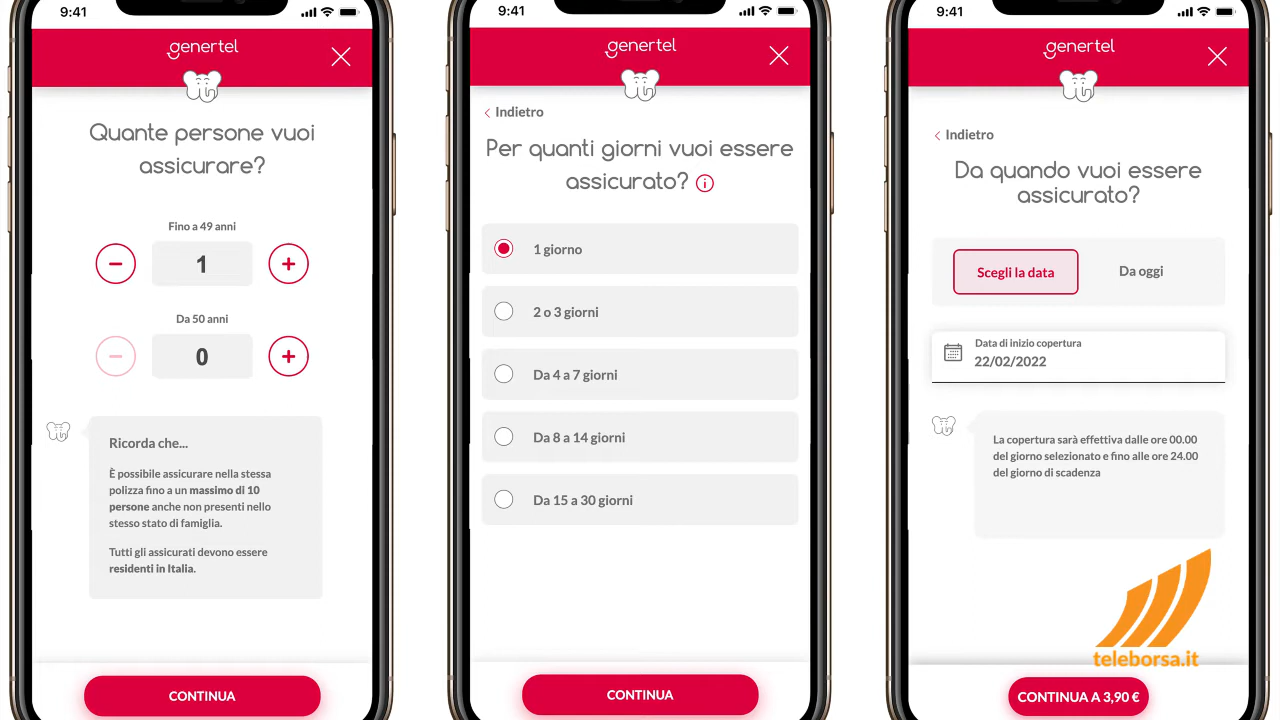 9:41
genertel
Quante persone vuoi
assicurare?
Fino a 49 anni
1
Da 50 anni
0
Ricorda che...
È possibile assicurare nella stessa
polizza fino a un massimo di 10
persone anche non presenti nello
stesso stato di famiglia.
Tutti gli assicurati devono essere
residenti in Italia.
CONTINUA
9:41
genertel
Indietro
Per quanti giorni vuoi essere
assicurato?
1 giorno
2 o 3 giorni
Da 4 a 7 giorni
Da 8 a 14 giorni
Da 15 a 30 giorni
CONTINUA
9:41
genertel
Indietro
Da quando vuoi essere
assicurato?
Scegli la data
Da oggi
Data di inizio copertura
22/02/2022
La copertura sarà effettiva dalle ore 00.00
del giorno selezionato e fino alle ore 24.00
del giorno di scadenza
teleborsa.it
CONTINUA A 3,90 €